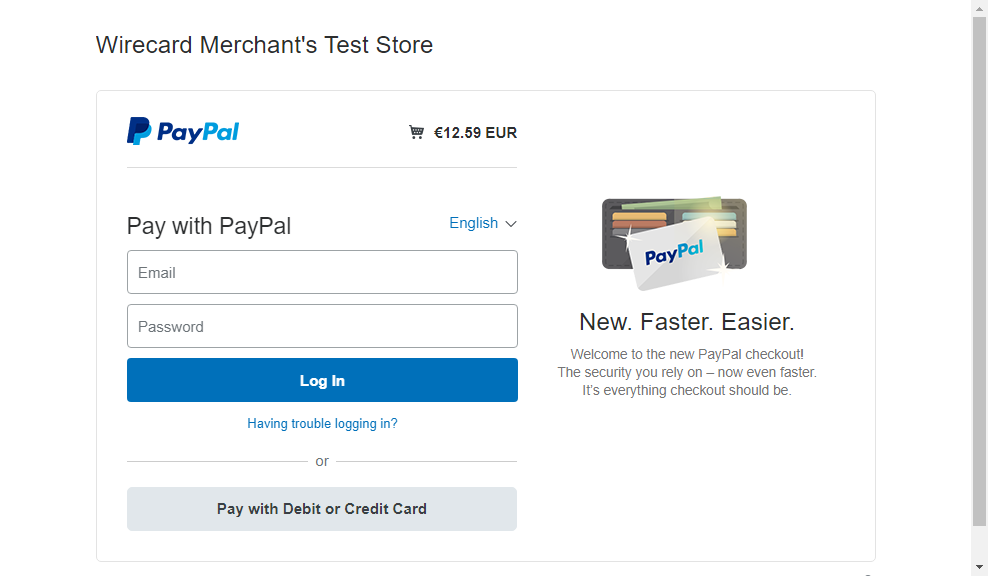 Wirecard Merchant's Test Store
PayPal
€12.59 EUR
Pay with PayPal
English
Email
Password
Log In
Having trouble logging in?
or
Pay with Debit or Credit Card
PayPal
New. Faster. Easier.
Welcome to the new PayPal checkout!
The security you rely on – now even faster.
It's everything checkout should be.